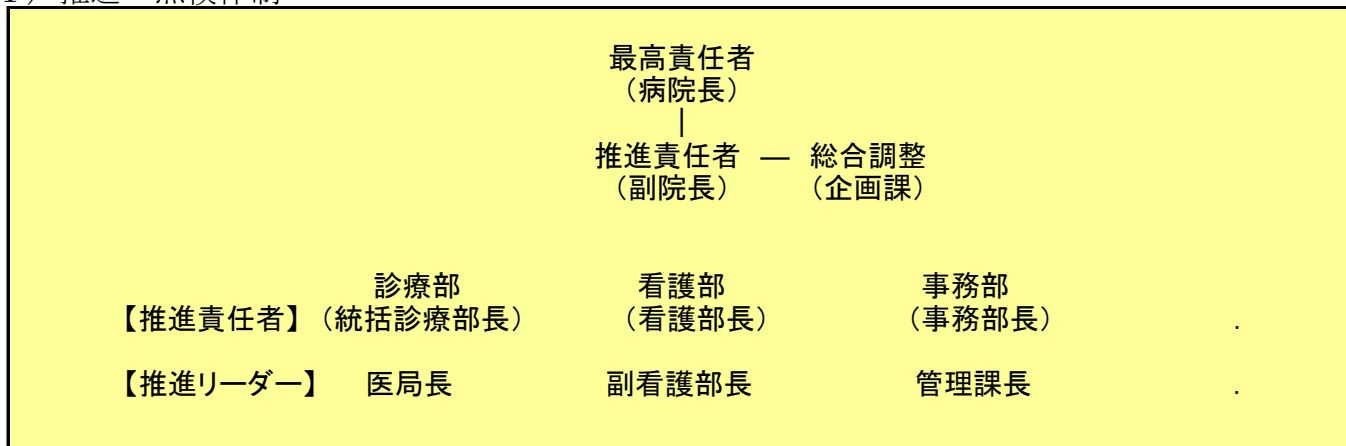 最高責任者
（病院長）
|
推進責任者 ― 総合調整
（副院長） （企画課）
診療部 看護部 事務部
【推進責任者】（統括診療部長） （看護部長） （事務部長） .
【推進リーダー】 医局長 副看護部長 管理課長 .